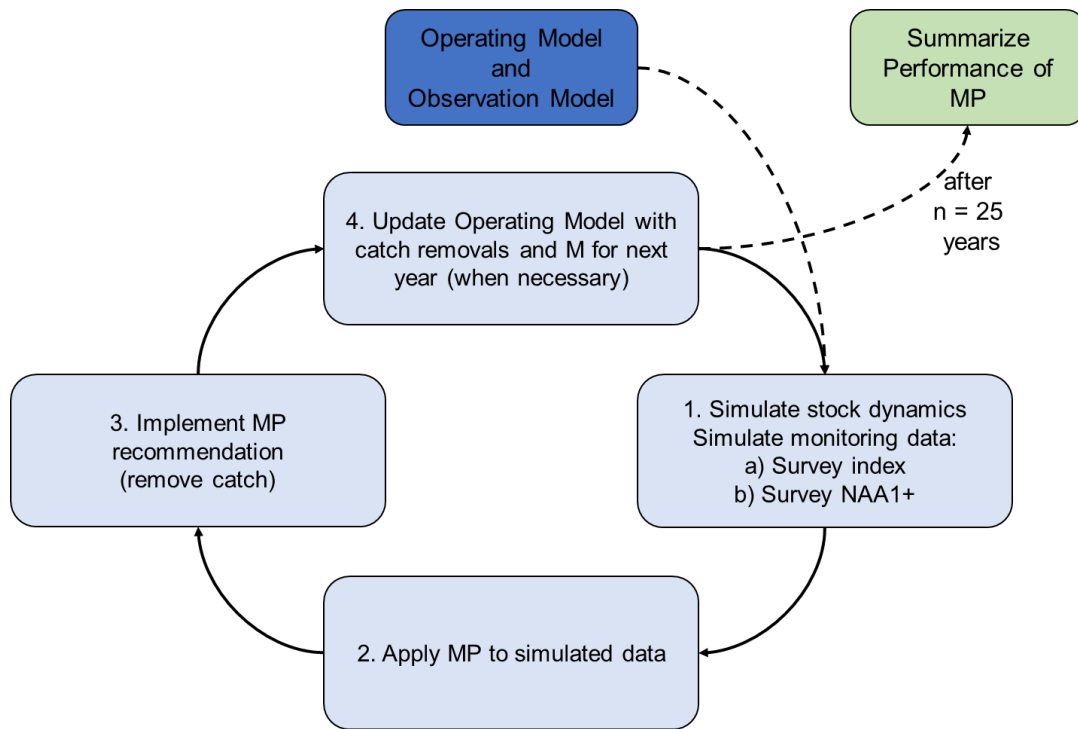 Operating Model
and
Observation Model
Summarize
Performance of
MP
after
n = 25
years
4. Update Operating Model with
catch removals and M for next
year (when necessary)
3. Implement MP
recommendation
(remove catch)
1. Simulate stock dynamics
Simulate monitoring data:
a) Survey index
b) Survey NAA1+
2. Apply MP to simulated data